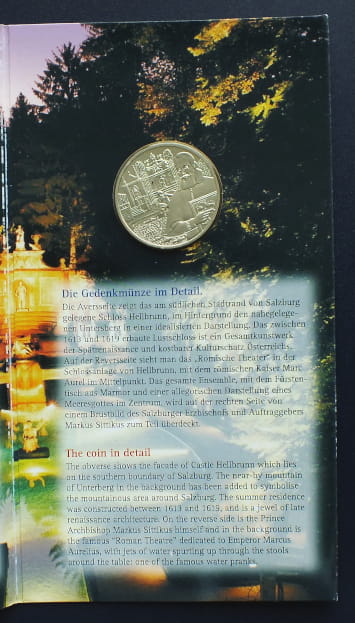 Die Gedenkmünze im Detail.
Die Aversseite zeigt das am südlichen Stadtrand von Salzburg
gelegene Schloss Hellbrunn, im Hintergrund den nahegelege-
nen Untersberg in einer idealisierten Darstellung. Das zwischen
1613 und 1619 erbaute Lustschloss ist ein Gesamtkunstwerk
der Spätrenaissance und kostbarer Kulturschatz Österreichs.
Auf der Reversseite sieht man das „Römische Theater" in der
Schlossanlage von Hellbrunn, mit dem römischen Kaiser Marc
Aurel im Mittelpunkt. Das gesamte Ensemble, mit dem Fürsten-
tisch aus Marmor und einer allegorischen Darstellung eines
Meeresgottes im Zentrum, wird auf der rechten Seite von
einem Brustbild des Salzburger Erzbischofs und Auftraggebers
Markus Sittikus zum Teil überdeckt.
The coin in detail
The obverse shows the facade of Castle Hellbrunn which lies
on the southern boundary of Salzburg. The near-by mountain
of Unterberg in the background has been added to symbolise
the mountainous area around Salzburg. The summer residence
was constructed between 1613 and 1619, and is a jewel of late
renaissance architecture. On the reverse side is the Prince
Archbishop Markus Sittikus himself and in the background is
the famous "Roman Theatre" dedicated to Emperor Marcus
Aurelius, with jets of water spurting up through the stools
around the table: one of the famous water pranks.